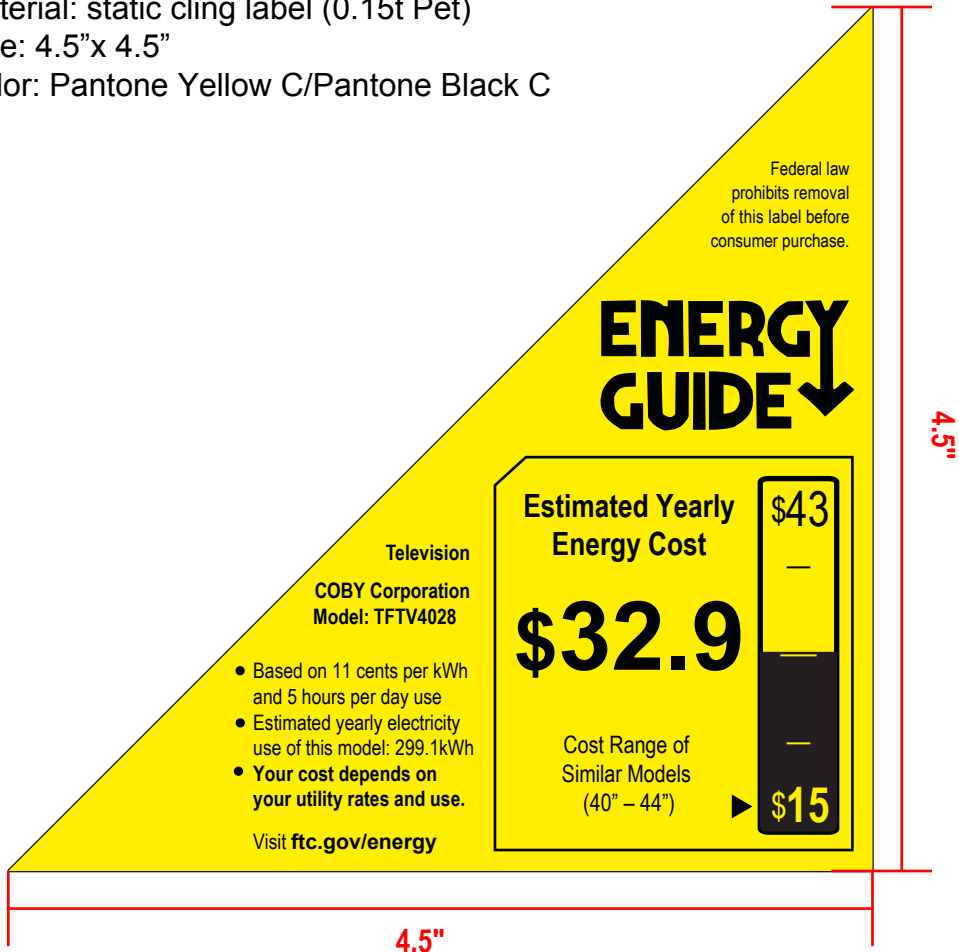 terial: static cling label (0.15t Pet)
e: 4.5”x 4.5”
lor: Pantone Yellow C/Pantone Black C
Federal law
prohibits removal
of this label before
consumer purchase.
ENERGY
GUIDE
4.5"
Estimated Yearly
Energy Cost
$32.9
$43
Cost Range of
Similar Models
(40” – 44”)
$15
Television
COBY Corporation
Model: TFTV4028
● Based on 11 cents per kWh
and 5 hours per day use
● Estimated yearly electricity
use of this model: 299.1kWh
● Your cost depends on
your utility rates and use.
Visit ftc.gov/energy
4.5"